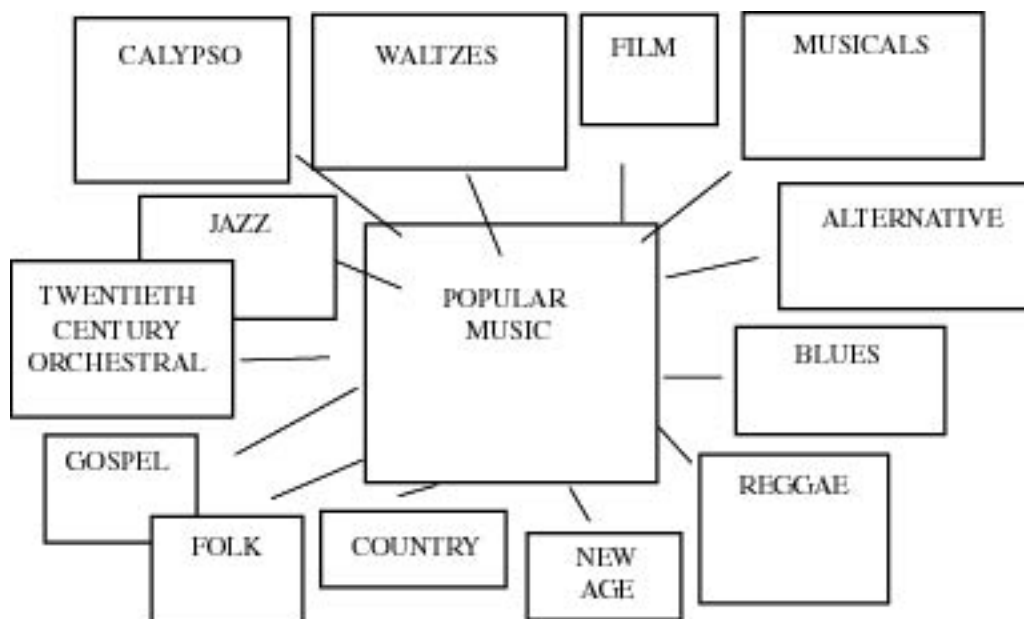 CALYPSO
WALTZES
FILM
MUSICALS
JAZZ
ALTERNATIVE
TWENTIETH
CENTURY
ORCHESTRAL
POPULAR
MUSIC
BLUES
GOSPEL
REGGAE
FOLK
COUNTRY
NEW
AGE